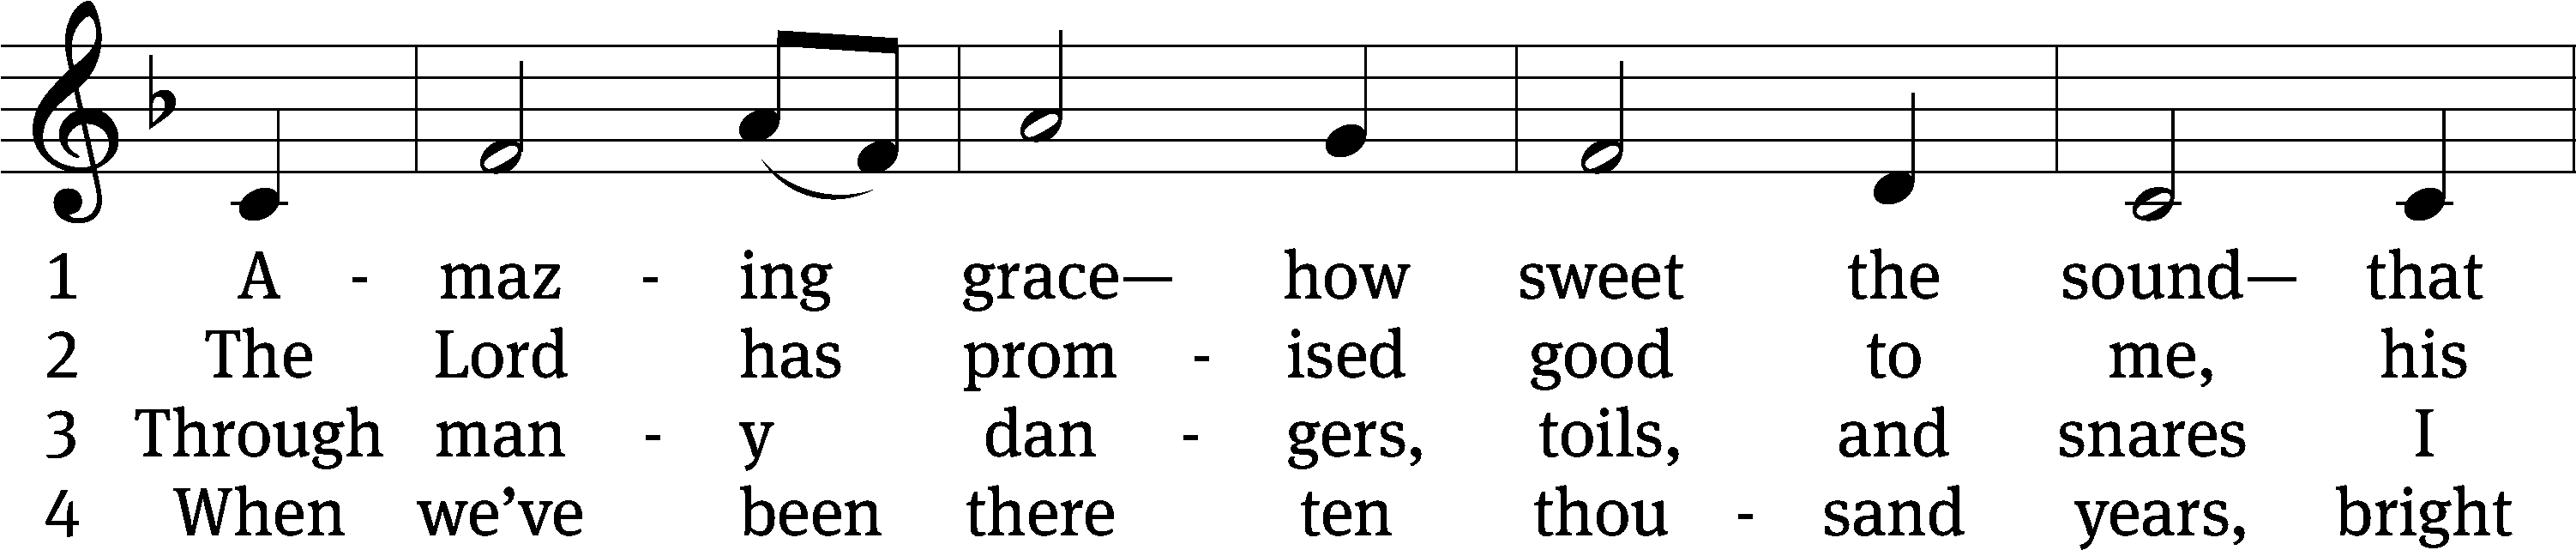 1 A - maz - ing grace— how sweet the sound— that
2 The Lord has prom - ised good to me, his
3 Through man - y dan - gers, toils, and snares I
4 When we’ve been there ten thou - sand years, bright